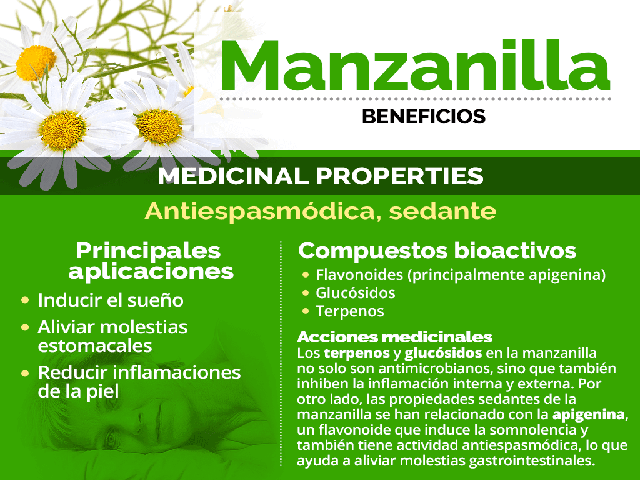 Manzanilla
BENEFICIOS
MEDICINAL PROPERTIES
Antiespasmódica, sedante
Principales
aplicaciones
• Inducir el sueño
• Aliviar molestias
estomacales
• Reducir inflamaciones
de la piel
Compuestos bioactivos
• Flavonoides (principalmente apigenina)
• Glucósidos
• Terpenos
Acciones medicinales
Los terpenos y glucósidos en la manzanilla
no solo son antimicrobianos, sino que también
inhiben la inflamación interna y externa. Por
otro lado, las propiedades sedantes de la
manzanilla se han relacionado con la apigenina,
un flavonoide que induce la somnolencia y
también tiene actividad antiespasmódica, lo que
ayuda a aliviar molestias gastrointestinales.